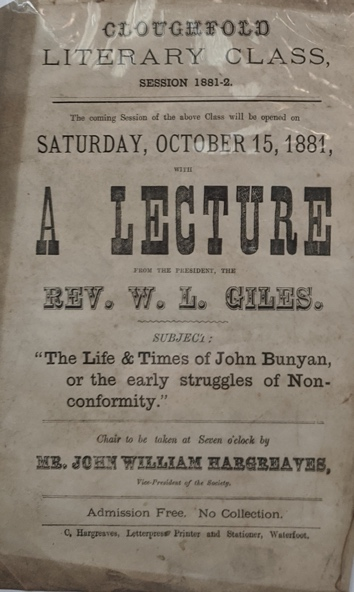 CLOUGHFOLD
LITERARY CLASS,
SESSION 1881-2.
The coming Session of the above Class will be opened on
SATURDAY, OCTOBER 15, 1881,
WITH
A LECTURE
FROM THE PRESIDENT, THE
REV. W. L. GILES.
SUBJECT:
"The Life & Times of John Bunyan,
or the early struggles of Non-
conformity."
Chair to be taken at Seven o'clock by
MR. JOHN WILLIAM HARGREAVES,
Vice-President of the Society.
Admission Free. No Collection.
C, Hargreaves, Letterpress Printer and Stationer, Waterfoot.